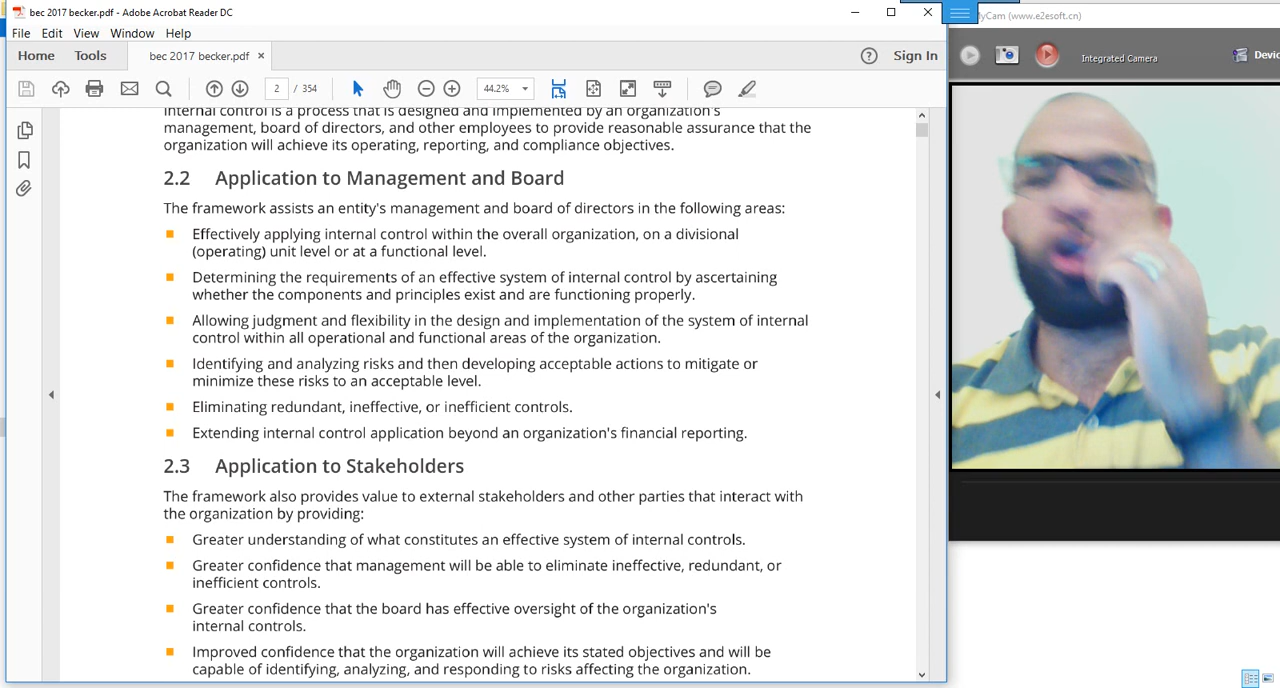 bec 2017 becker.pdf - Adobe Acrobat Reader DC
File Edit View Window Help
Home Tools bec 2017 becker.pdf × Sign In
2 / 354 44.2%
Internal control is a process that is designed and implemented by an organization's
management, board of directors, and other employees to provide reasonable assurance that the
organization will achieve its operating, reporting, and compliance objectives.
2.2 Application to Management and Board
The framework assists an entity's management and board of directors in the following areas:
Effectively applying internal control within the overall organization, on a divisional
(operating) unit level or at a functional level.
Determining the requirements of an effective system of internal control by ascertaining
whether the components and principles exist and are functioning properly.
Allowing judgment and flexibility in the design and implementation of the system of internal
control within all operational and functional areas of the organization.
Identifying and analyzing risks and then developing acceptable actions to mitigate or
minimize these risks to an acceptable level.
Eliminating redundant, ineffective, or inefficient controls.
Extending internal control application beyond an organization's financial reporting.
2.3 Application to Stakeholders
The framework also provides value to external stakeholders and other parties that interact with
the organization by providing:
Greater understanding of what constitutes an effective system of internal controls.
Greater confidence that management will be able to eliminate ineffective, redundant, or
inefficient controls.
Greater confidence that the board has effective oversight of the organization's
internal controls.
Improved confidence that the organization will achieve its stated objectives and will be
capable of identifying, analyzing, and responding to risks affecting the organization.
yCam (www.e2esoft.cn)
Integrated Camera
Devic